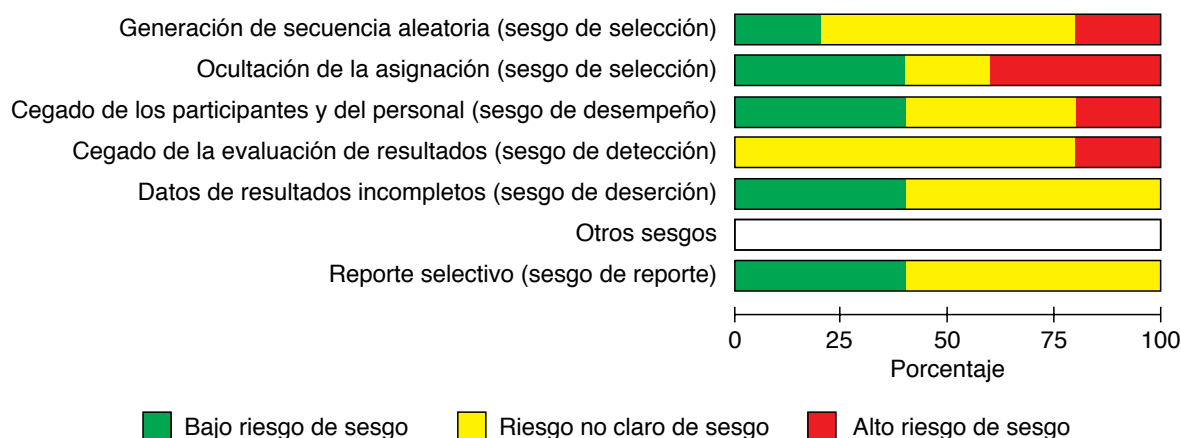 Generación de secuencia aleatoria (sesgo de selección)
Ocultación de la asignación (sesgo de selección)
Cegado de los participantes y del personal (sesgo de desempeño)
Cegado de la evaluación de resultados (sesgo de detección)
Datos de resultados incompletos (sesgo de deserción)
Otros sesgos
Reporte selectivo (sesgo de reporte)
0 25 50 75 100
Porcentaje
Bajo riesgo de sesgo Riesgo no claro de sesgo Alto riesgo de sesgo